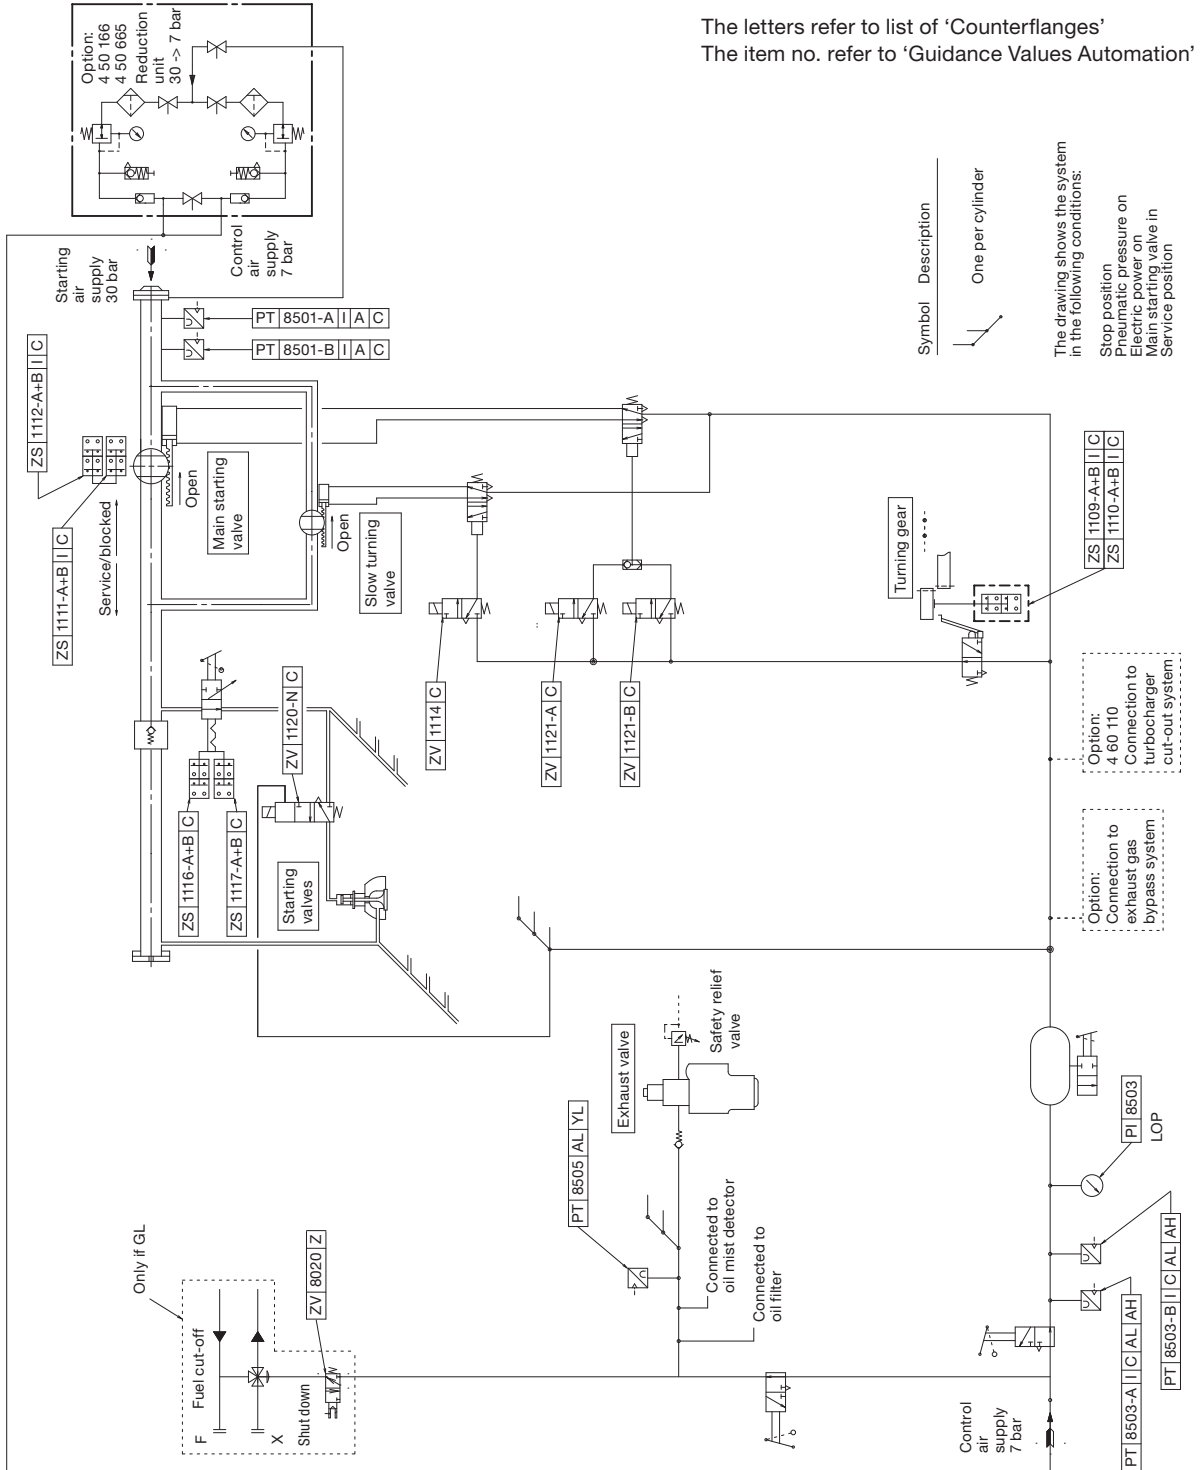 The letters refer to list of ‘Counterflanges’
The item no. refer to ‘Guidance Values Automation’
Option:
4 50 166
4 50 665
Reduction
unit
30 -> 7 bar
Starting
air
supply
30 bar
Control
air
supply
7 bar
PT 8501-A I A C
PT 8501-B I A C
ZS 1112-A+B I C
ZS 1111-A+B I C
Service/blocked
Open
Main starting
valve
Open
Slow turning
valve
ZS 1116-A+B C
ZS 1117-A+B C
ZV 1120-N C
Starting
valves
ZV 1114 C
ZV 1121-A C
ZV 1121-B C
Turning gear
ZS 1109-A+B I C
ZS 1110-A+B I C
Symbol Description
One per cylinder
The drawing shows the system
in the following conditions:
Stop position
Pneumatic pressure on
Electric power on
Main starting valve in
Service position
Option:
4 60 110
Connection to
turbocharger
cut-out system
Option:
Connection to
exhaust gas
bypass system
Exhaust valve
Safety relief
valve
PT 8505 AL YL
Connected to
oil mist detector
Connected to
oil filter
Only if GL
Fuel cut-off
F
X
Shut down
ZV 8020 Z
PI 8503
LOP
PT 8503-B I C AL AH
PT 8503-A I C AL AH
Control
air
supply
7 bar